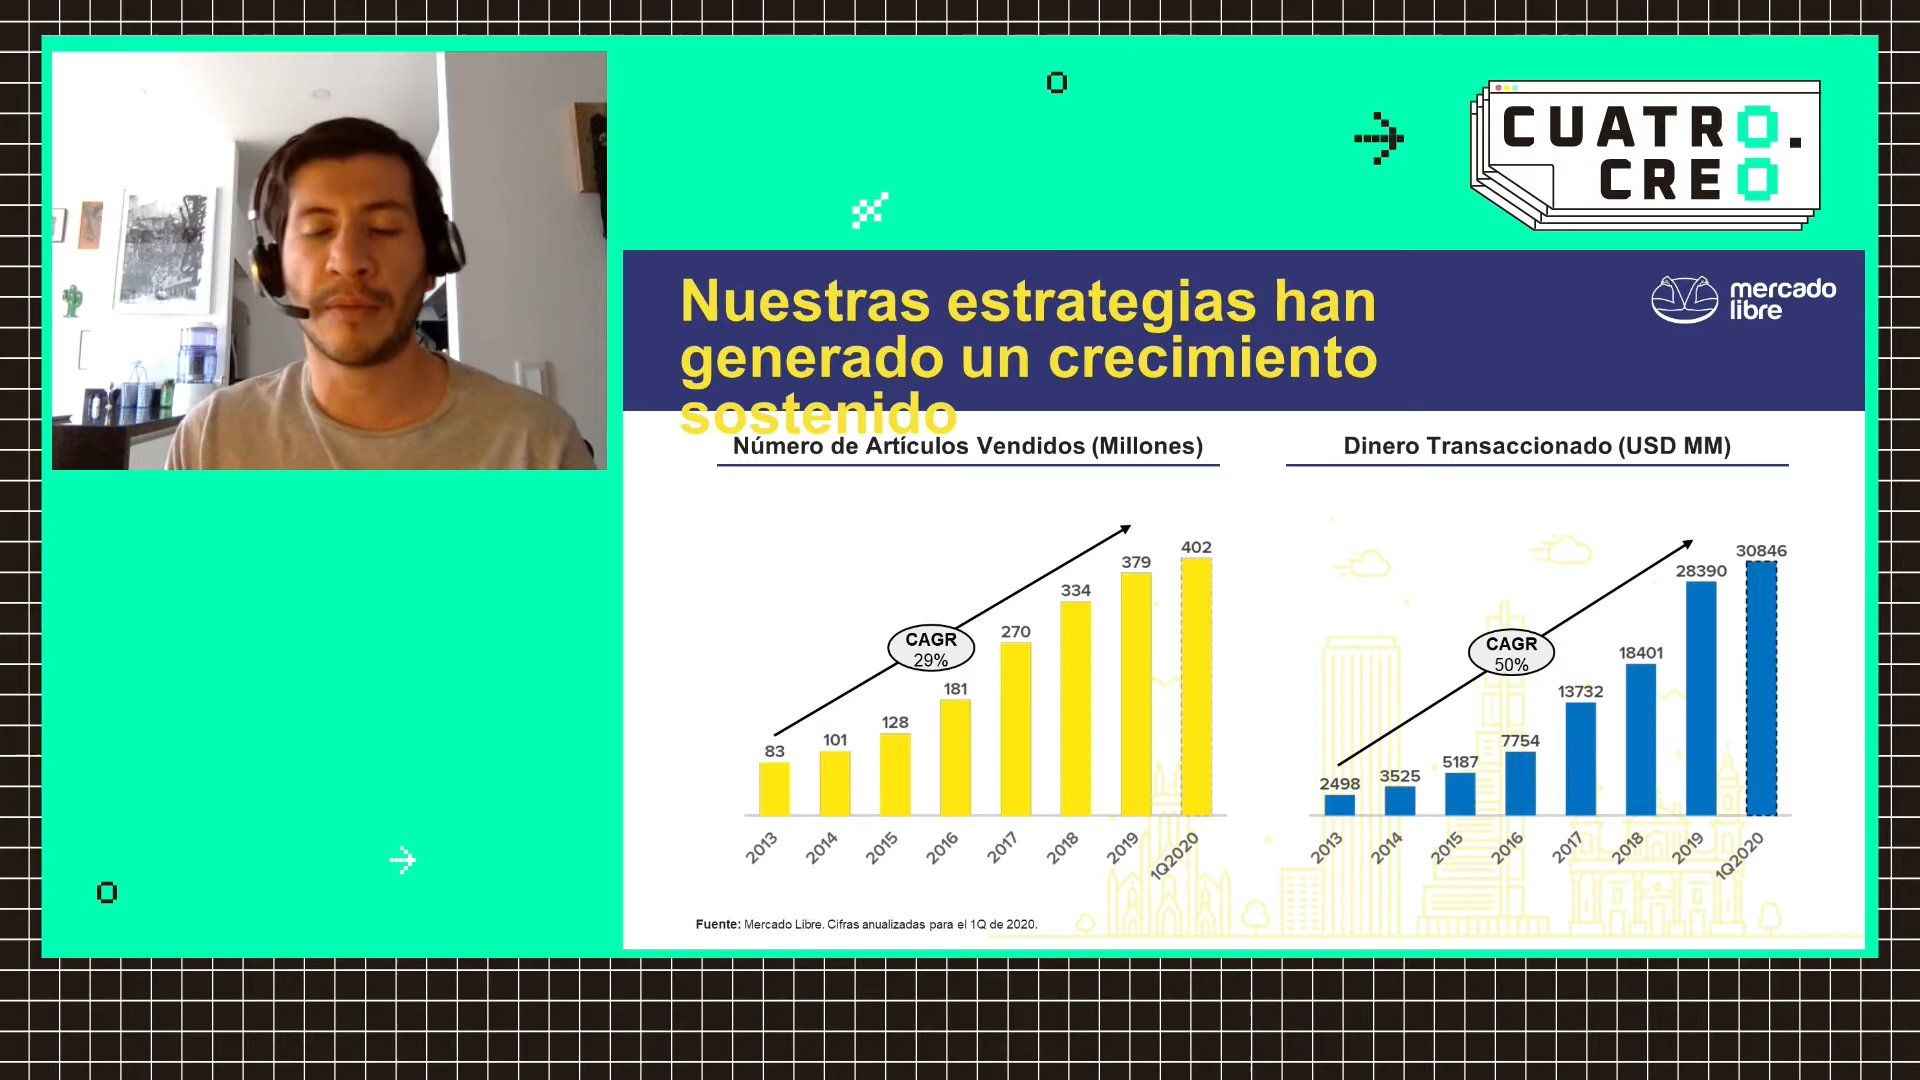 CUATRO.
CREO
Nuestras estrategias han
generado un crecimiento
sostenido
mercado
libre
Número de Artículos Vendidos (Millones)
83
101
128
181
270
334
379
402
CAGR
29%
2013
2014
2015
2016
2017
2018
2019
1Q2020
Dinero Transaccionado (USD MM)
2498
3525
5187
7754
13732
18401
28390
30846
CAGR
50%
2013
2014
2015
2016
2017
2018
2019
1Q2020
Fuente: Mercado Libre. Cifras anualizadas para el 1Q de 2020.